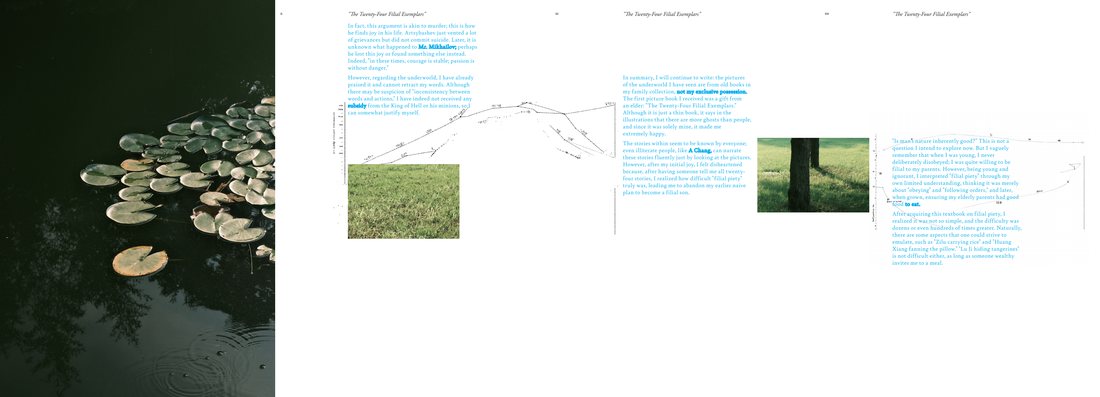 "The Twenty-Four Filial Exemplars"
In fact, this argument is akin to murder; this is how
he finds joy in his life. Arzybashev just vented a lot
of grievances but did not commit suicide. Later, it is
unknown what happened to Mr. Mikhailov; perhaps
he lost this joy or found something else instead.
Indeed, "in these times, courage is stable; passion is
without danger."
However, regarding the underworld, I have already
praised it and cannot retract my words. Although
there may be suspicion of "inconsistency between
words and actions," I have indeed not received any
subsidy from the King of Hell or his minions, so I
can somewhat justify myself.
"The Twenty-Four Filial Exemplars"
In summary, I will continue to write: the pictures
of the underworld I have seen are from old books in
my family collection, not my exclusive possession.
The first picture book I received was a gift from
an elder: "The Twenty-Four Filial Exemplars."
Although it is just a thin book, it says in the
illustrations that there are more ghosts than people,
and since it was solely mine, it made me
extremely happy.
The stories within seem to be known by everyone;
even illiterate people, like A Chang, can narrate
these stories fluently just by looking at the pictures.
However, after my initial joy, I felt disheartened
because, after having someone tell me all twenty-
four stories, I realized how difficult "filial piety"
truly was, leading me to abandon my earlier naive
plan to become a filial son.
"The Twenty-Four Filial Exemplars"
"Is man's nature inherently good?" This is not a
question I intend to explore now. But I vaguely
remember that when I was young, I never
deliberately disobeyed; I was quite willing to be
filial to my parents. However, being young and
ignorant, I interpreted "filial piety" through my
own limited understanding, thinking it was merely
about "obeying" and "following orders," and later,
when grown, ensuring my elderly parents had good
food to eat.
After acquiring this textbook on filial piety, I
realized it was not so simple, and the difficulty was
dozens or even hundreds of times greater. Naturally,
there are some aspects that one could strive to
emulate, such as "Zilu carrying rice" and "Huang
Xiang fanning the pillow." "Lu Ji hiding tangerines"
is not difficult either, as long as someone wealthy
invites me to a meal.